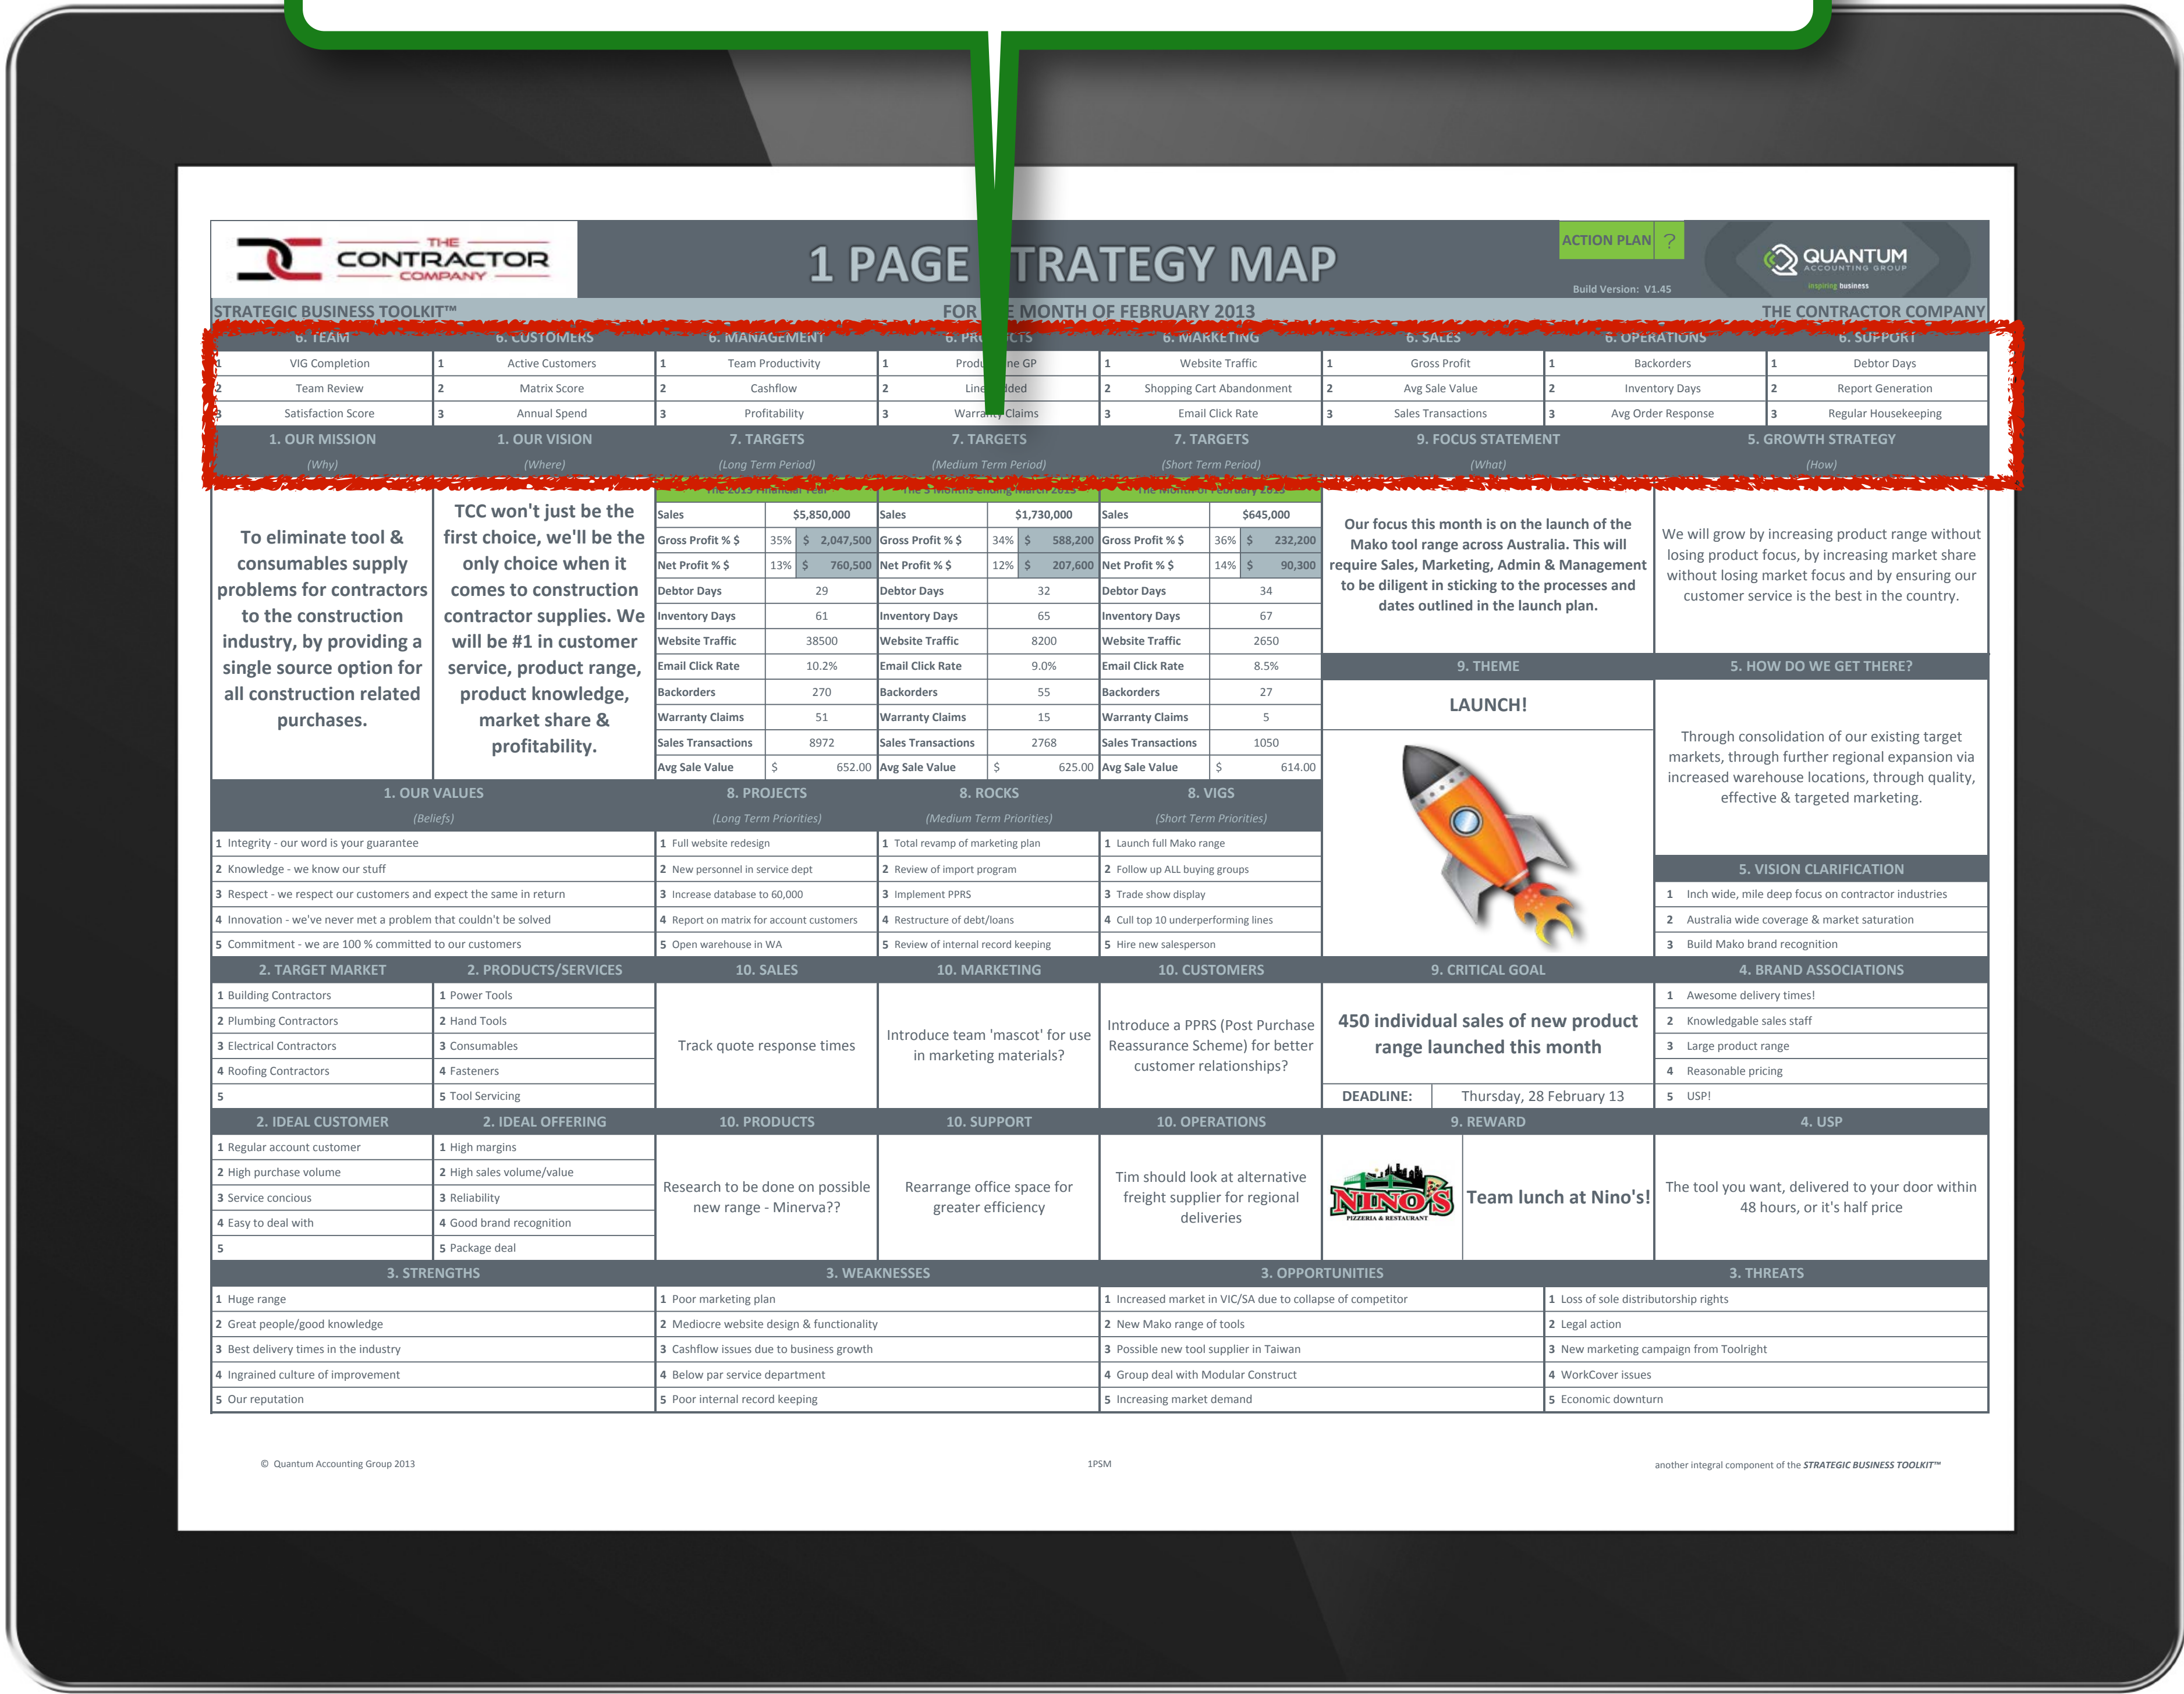 THE
CONTRACTOR
COMPANY
1 PAGE TRATEGY MAP
ACTION PLAN ?
Build Version: V1.45
QUANTUM
ACCOUNTING GROUP
inspiring business
STRATEGIC BUSINESS TOOLKIT™ FOR MONTH OF FEBRUARY 2013 THE CONTRACTOR COMPANY
6. TEAM 6. CUSTOMERS 6. MANAGEMENT 6. 6. MARKETING 6. SALES 6. OPERATIONS 6. SUPPORT
1 VIG Completion 1 Active Customers 1 Team Productivity 1 GP 1 Website Traffic 1 Gross Profit 1 Backorders 1 Debtor Days
2 Team Review 2 Matrix Score 2 Cashflow 2 2 Shopping Cart Abandonment 2 Avg Sale Value 2 Inventory Days 2 Report Generation
3 Satisfaction Score 3 Annual Spend 3 Profitability 3 Warranty Claims 3 Email Click Rate 3 Sales Transactions 3 Avg Order Response 3 Regular Housekeeping
1. OUR MISSION 1. OUR VISION 7. TARGETS 7. TARGETS 7. TARGETS 9. FOCUS STATEMENT 5. GROWTH STRATEGY
(Why) (Where) (Long Term Period) (Medium Term Period) (Short Term Period) (What) (How)
To eliminate tool &
consumables supply
problems for contractors
to the construction
industry, by providing a
single source option for
all construction related
purchases.
TCC won't just be the
first choice, we'll be the
only choice when it
comes to construction
contractor supplies. We
will be #1 in customer
service, product range,
product knowledge,
market share &
profitability.
The 2013 Financial Year The 3 Months Ending March 2013 The Month of February 2013
Sales $5,850,000 Sales $1,730,000 Sales $645,000
Gross Profit % $ 35% $ 2,047,500 Gross Profit % $ 34% $ 588,200 Gross Profit % $ 36% $ 232,200
Net Profit % $ 13% $ 760,500 Net Profit % $ 12% $ 207,600 Net Profit % $ 14% $ 90,300
Debtor Days 29 Debtor Days 32 Debtor Days 34
Inventory Days 61 Inventory Days 65 Inventory Days 67
Website Traffic 38500 Website Traffic 8200 Website Traffic 2650
Email Click Rate 10.2% Email Click Rate 9.0% Email Click Rate 8.5%
Backorders 270 Backorders 55 Backorders 27
Warranty Claims 51 Warranty Claims 15 Warranty Claims 5
Sales Transactions 8972 Sales Transactions 2768 Sales Transactions 1050
Avg Sale Value $ 652.00 Avg Sale Value $ 625.00 Avg Sale Value $ 614.00
Our focus this month is on the launch of the
Mako tool range across Australia. This will
require Sales, Marketing, Admin & Management
to be diligent in sticking to the processes and
dates outlined in the launch plan.
We will grow by increasing product range without
losing product focus, by increasing market share
without losing market focus and by ensuring our
customer service is the best in the country.
9. THEME
LAUNCH!
5. HOW DO WE GET THERE?
Through consolidation of our existing target
markets, through further regional expansion via
increased warehouse locations, through quality,
effective & targeted marketing.
1. OUR VALUES 8. PROJECTS 8. ROCKS 8. VIGS
(Beliefs) (Long Term Priorities) (Medium Term Priorities) (Short Term Priorities)
1 Integrity - our word is your guarantee 1 Full website redesign 1 Total revamp of marketing plan 1 Launch full Mako range
2 Knowledge - we know our stuff 2 New personnel in service dept 2 Review of import program 2 Follow up ALL buying groups
3 Respect - we respect our customers and expect the same in return 3 Increase database to 60,000 3 Implement PPRS 3 Trade show display
4 Innovation - we've never met a problem that couldn't be solved 4 Report on matrix for account customers 4 Restructure of debt/loans 4 Cull top 10 underperforming lines
5 Commitment - we are 100 % committed to our customers 5 Open warehouse in WA 5 Review of internal record keeping 5 Hire new salesperson
5. VISION CLARIFICATION
1 Inch wide, mile deep focus on contractor industries
2 Australia wide coverage & market saturation
3 Build Mako brand recognition
2. TARGET MARKET 2. PRODUCTS/SERVICES 10. SALES 10. MARKETING 10. CUSTOMERS 9. CRITICAL GOAL 4. BRAND ASSOCIATIONS
1 Building Contractors 1 Power Tools
2 Plumbing Contractors 2 Hand Tools
3 Electrical Contractors 3 Consumables
4 Roofing Contractors 4 Fasteners
5 5 Tool Servicing
Track quote response times
Introduce team 'mascot' for use
in marketing materials?
Introduce a PPRS (Post Purchase
Reassurance Scheme) for better
customer relationships?
450 individual sales of new product
range launched this month
DEADLINE: Thursday, 28 February 13
1 Awesome delivery times!
2 Knowledgable sales staff
3 Large product range
4 Reasonable pricing
5 USP!
2. IDEAL CUSTOMER 2. IDEAL OFFERING 10. PRODUCTS 10. SUPPORT 10. OPERATIONS 9. REWARD 4. USP
1 Regular account customer 1 High margins
2 High purchase volume 2 High sales volume/value
3 Service concious 3 Reliability
4 Easy to deal with 4 Good brand recognition
5 5 Package deal
Research to be done on possible
new range - Minerva??
Rearrange office space for
greater efficiency
Tim should look at alternative
freight supplier for regional
deliveries
NINO'S
PIZZERIA & RESTAURANT
Team lunch at Nino's!
The tool you want, delivered to your door within
48 hours, or it's half price
3. STRENGTHS 3. WEAKNESSES 3. OPPORTUNITIES 3. THREATS
1 Huge range 1 Poor marketing plan 1 Increased market in VIC/SA due to collapse of competitor 1 Loss of sole distributorship rights
2 Great people/good knowledge 2 Mediocre website design & functionality 2 New Mako range of tools 2 Legal action
3 Best delivery times in the industry 3 Cashflow issues due to business growth 3 Possible new tool supplier in Taiwan 3 New marketing campaign from Toolright
4 Ingrained culture of improvement 4 Below par service department 4 Group deal with Modular Construct 4 WorkCover issues
5 Our reputation 5 Poor internal record keeping 5 Increasing market demand 5 Economic downturn
© Quantum Accounting Group 2013 1PSM another integral component of the STRATEGIC BUSINESS TOOLKIT™